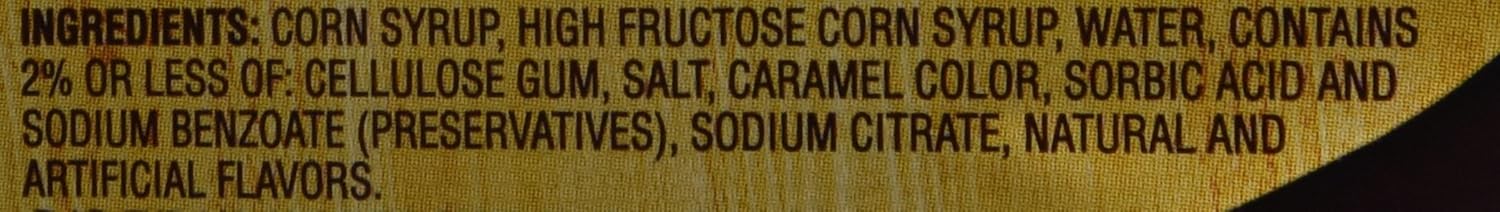 INGREDIENTS: CORN SYRUP, HIGH FRUCTOSE CORN SYRUP, WATER, CONTAINS
2% OR LESS OF: CELLULOSE GUM, SALT, CARAMEL COLOR, SORBIC ACID AND
SODIUM BENZOATE (PRESERVATIVES), SODIUM CITRATE, NATURAL AND
ARTIFICIAL FLAVORS.